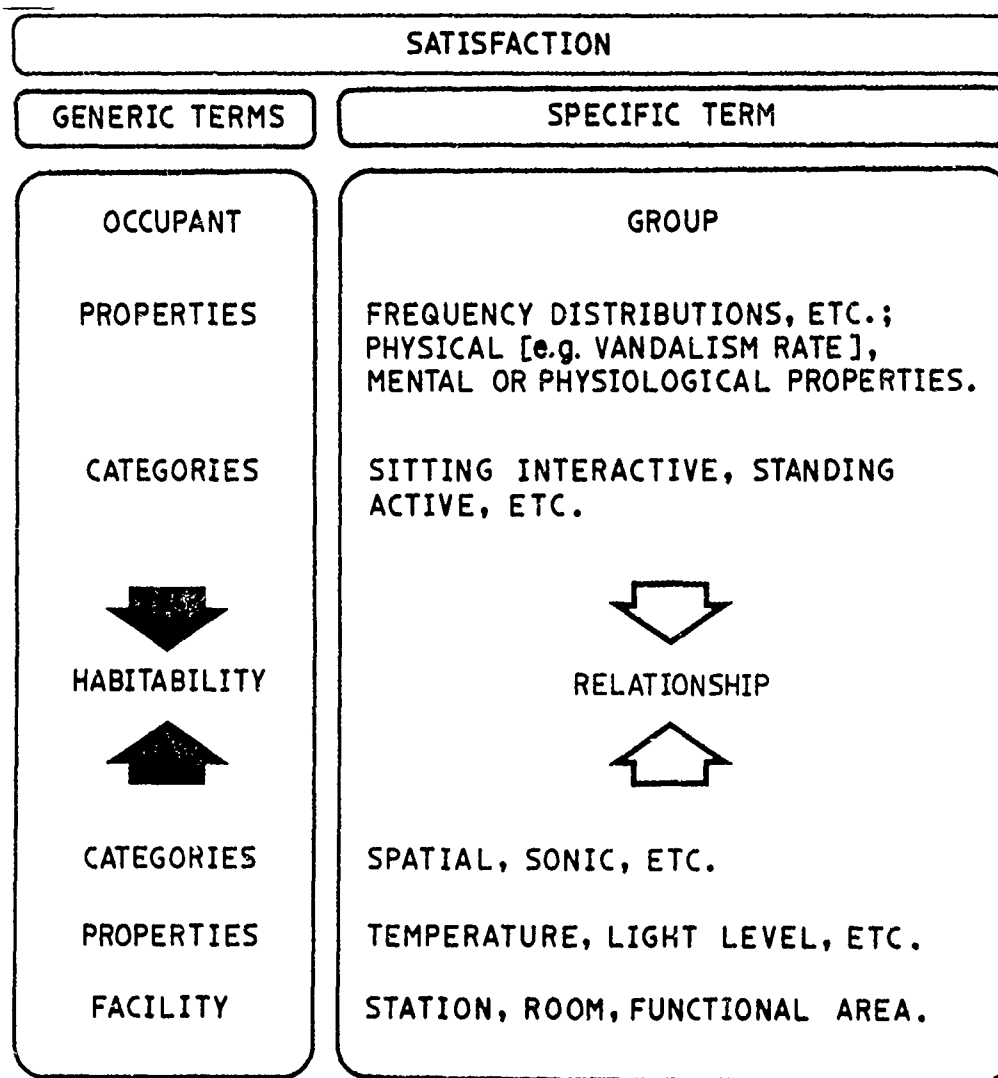 SATISFACTION
GENERIC TERMS
SPECIFIC TERM
OCCUPANT
GROUP
PROPERTIES
FREQUENCY DISTRIBUTIONS, ETC.;
PHYSICAL [e.g. VANDALISM RATE],
MENTAL OR PHYSIOLOGICAL PROPERTIES.
CATEGORIES
SITTING INTERACTIVE, STANDING
ACTIVE, ETC.
HABITABILITY
RELATIONSHIP
CATEGORIES
SPATIAL, SONIC, ETC.
PROPERTIES
TEMPERATURE, LIGHT LEVEL, ETC.
FACILITY
STATION, ROOM, FUNCTIONAL AREA.